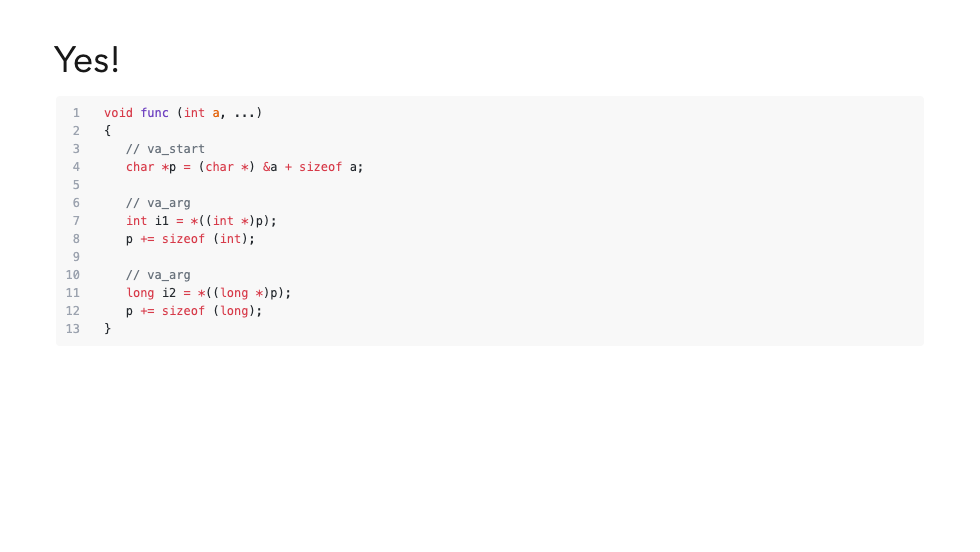 Yes!
1 void func (int a, ...)
2 {
3 // va_start
4 char *p = (char *) &a + sizeof a;
5
6 // va_arg
7 int i1 = *((int *)p);
8 p += sizeof (int);
9
10 // va_arg
11 long i2 = *((long *)p);
12 p += sizeof (long);
13 }